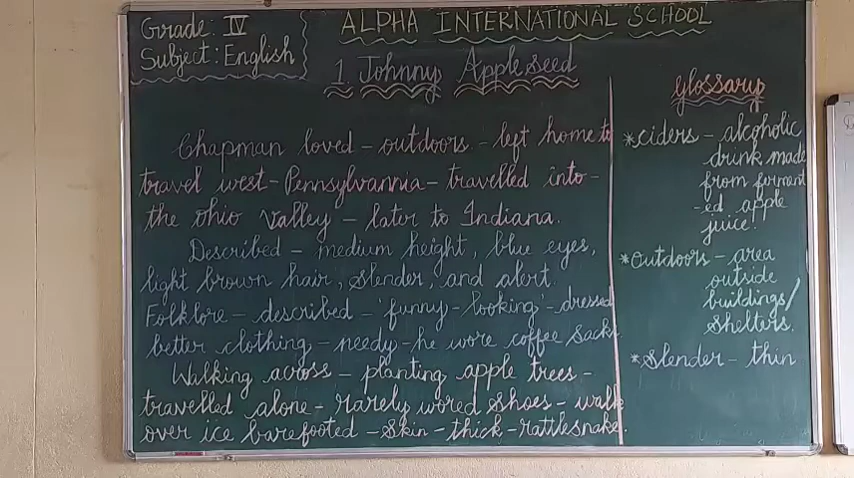 Grade: IV
Subject: English
ALPHA INTERNATIONAL SCHOOL
1. Johnny Appleseed
Chapman loved - outdoors - left home to
travel west - Pennsylvannia - travelled into -
the ohio Valley - later to Indiana.
Described - medium height, blue eyes,
light brown hair, slender, and alert.
Folklore - described - 'funny-looking' - dressed
better clothing - needy - he wore coffee sacks
Walking across - planting apple trees -
travelled alone - rarely wored shoes - walk
over ice barefooted - skin - thick - rattlesnake.
Glossary
*ciders - alcoholic
drink made
from forment
-ed apple
juice.
*Outdoors - area
outside
buildings/
shelters.
*Slender - thin